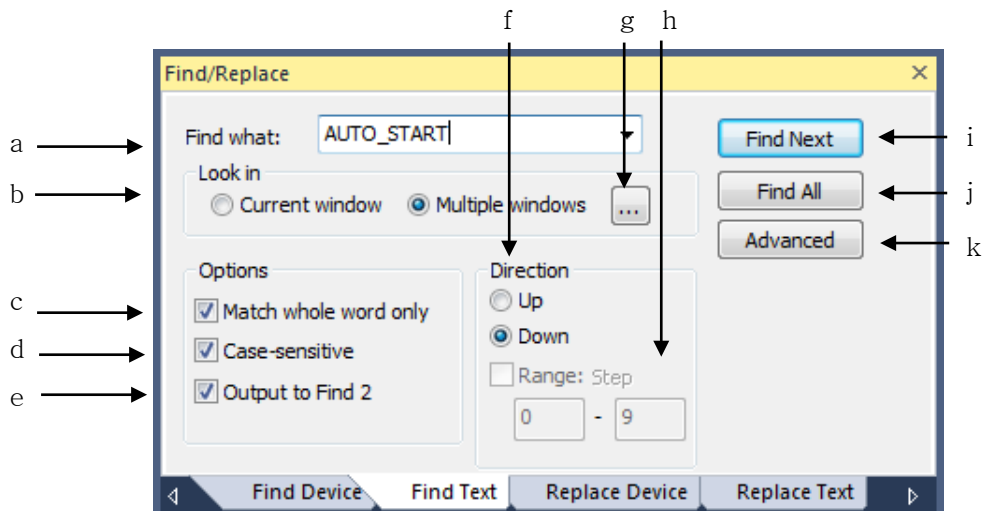 f g h
Find/Replace
a Find what: AUTO_START Find Next i
b Look in
Current window Multiple windows ... Find All j
Advanced k
Options Direction
c Match whole word only Up
d Case-sensitive Down
e Output to Find 2 Range: Step
0 - 9
Find Device Find Text Replace Device Replace Text